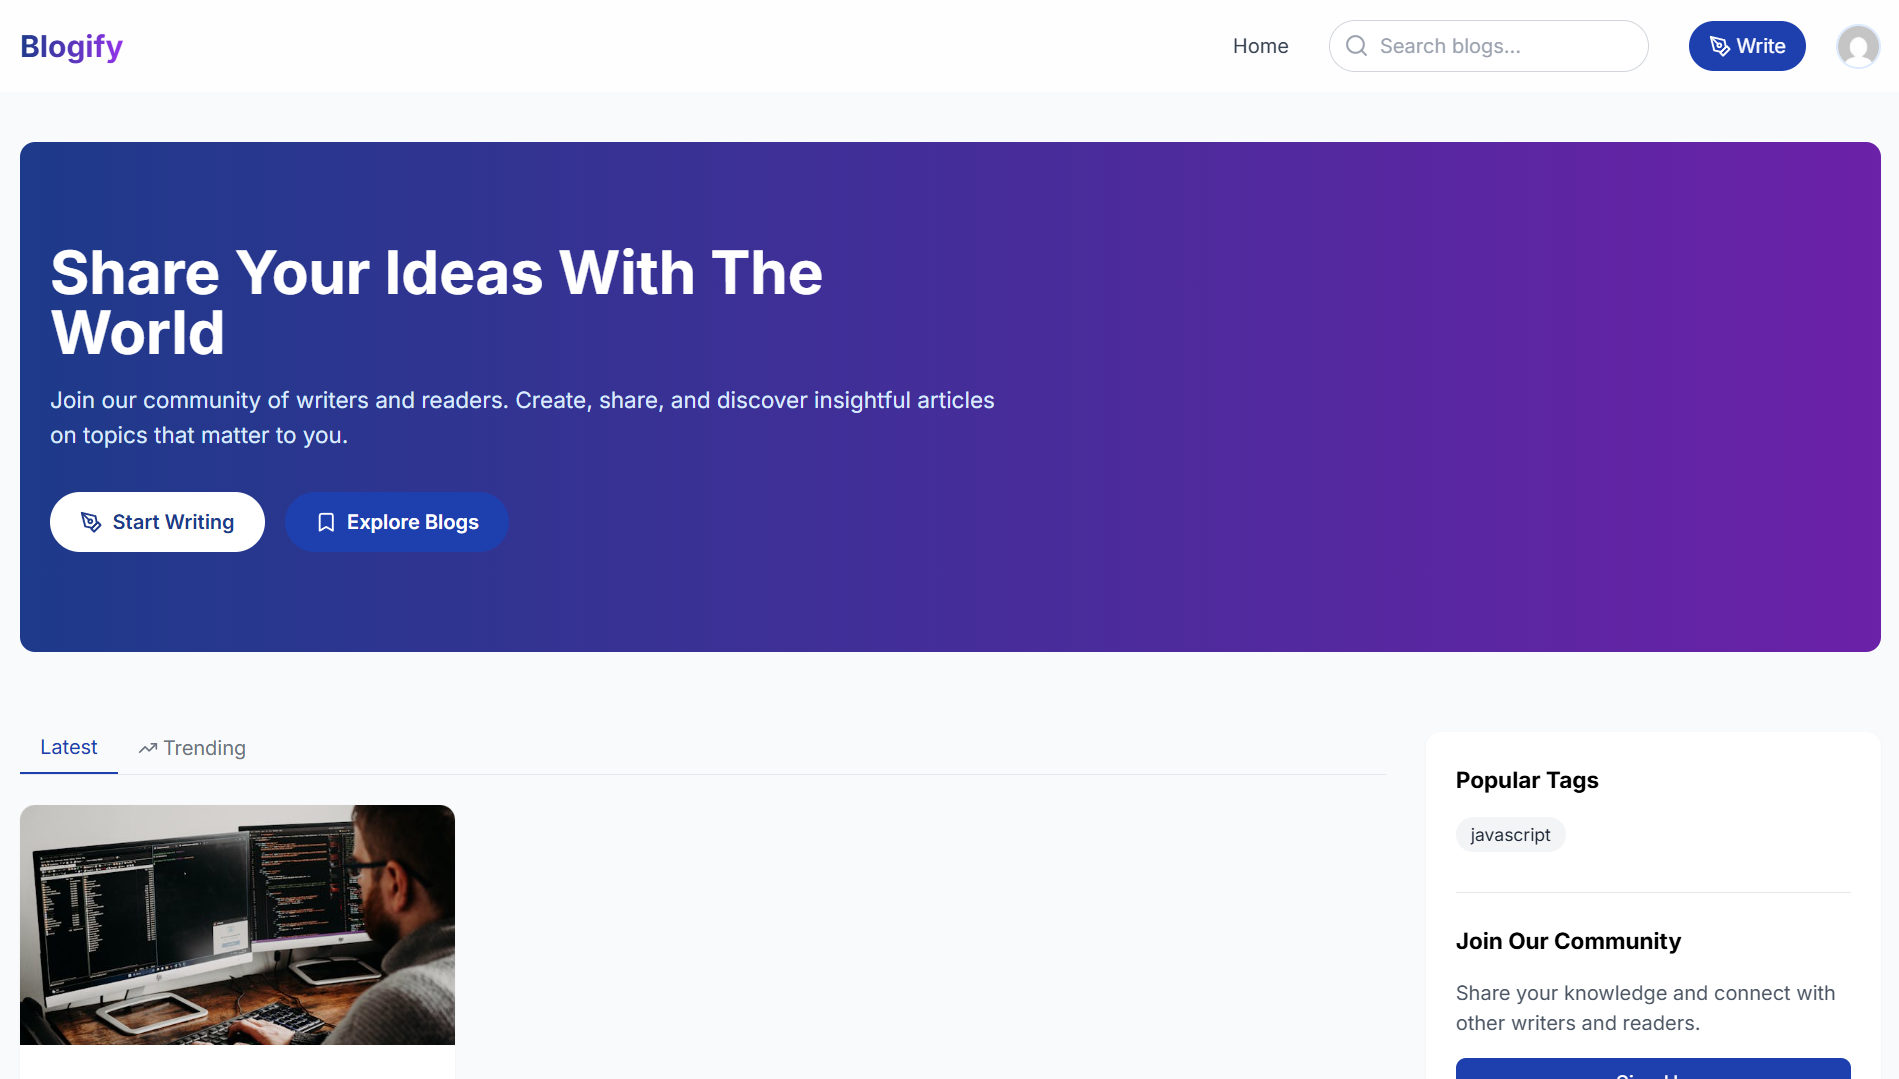 Blogify
Home
Search blogs...
Write
Share Your Ideas With The
World
Join our community of writers and readers. Create, share, and discover insightful articles
on topics that matter to you.
Start Writing
Explore Blogs
Latest
Trending
Popular Tags
javascript
Join Our Community
Share your knowledge and connect with
other writers and readers.